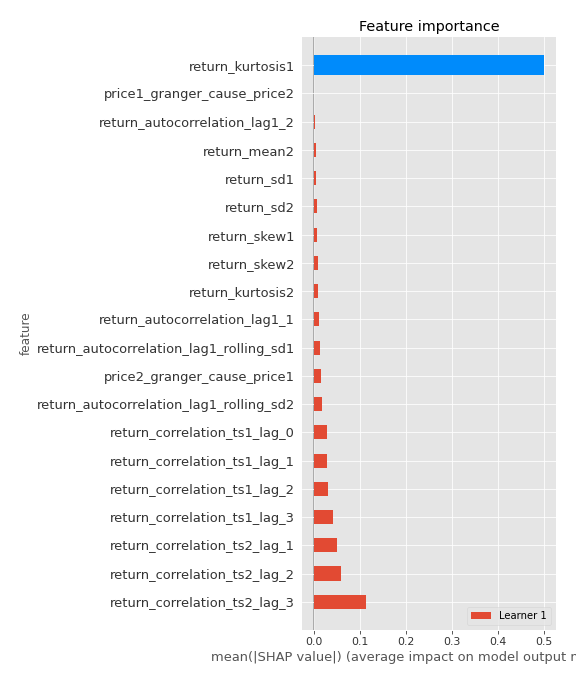 Feature importance
return_kurtosis1
price1_granger_cause_price2
return_autocorrelation_lag1_2
return_mean2
return_sd1
return_sd2
return_skew1
return_skew2
return_kurtosis2
return_autocorrelation_lag1_1
return_autocorrelation_lag1_rolling_sd1
price2_granger_cause_price1
return_autocorrelation_lag1_rolling_sd2
return_correlation_ts1_lag_0
return_correlation_ts1_lag_1
return_correlation_ts1_lag_2
return_correlation_ts1_lag_3
return_correlation_ts2_lag_1
return_correlation_ts2_lag_2
return_correlation_ts2_lag_3
feature
Learner 1
0.0 0.1 0.2 0.3 0.4 0.5
mean(|SHAP value|) (average impact on model output